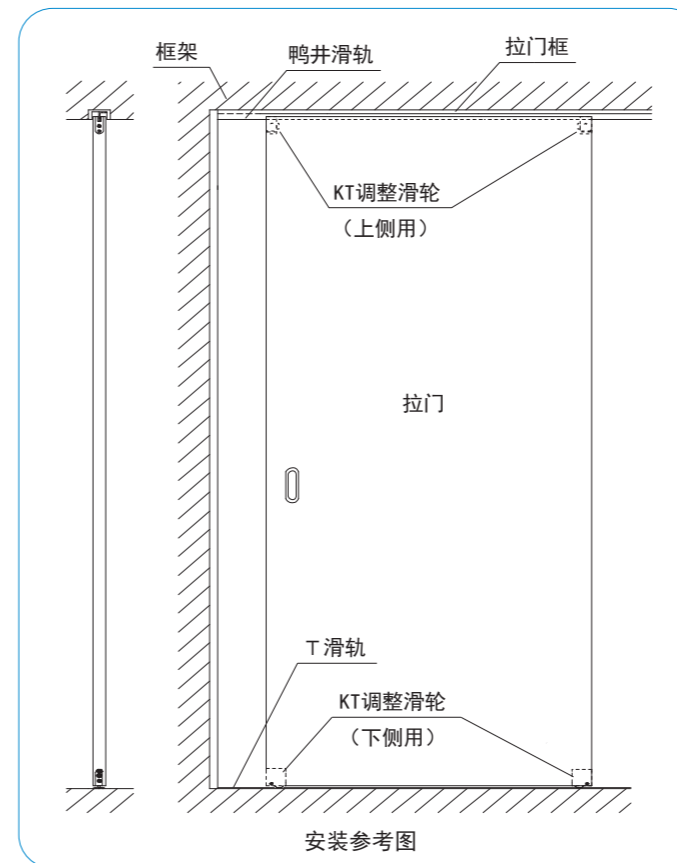 框架
鸭井滑轨
拉门框
KT调整滑轮
（上侧用）
拉门
T滑轨
KT调整滑轮
（下侧用）
安装参考图